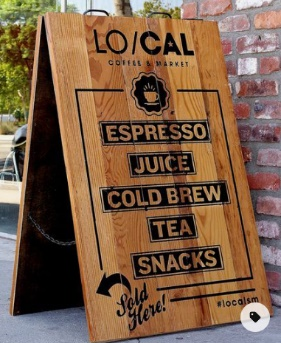 LO/CAL
COFFEE & MARKET
ESPRESSO
JUICE
COLD BREW
TEA
SNACKS
Sold
Here!
#localsm